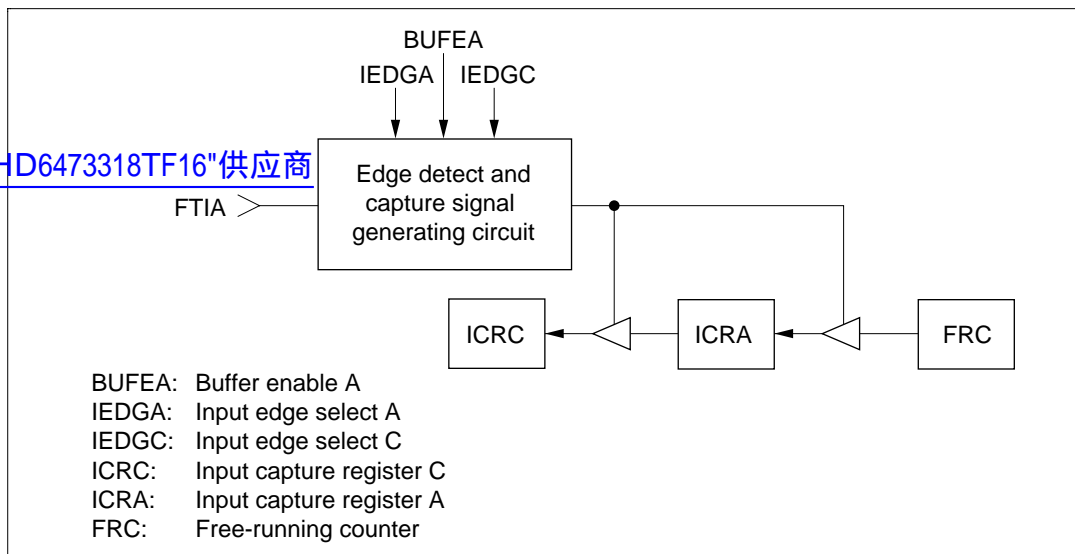 BUFEA
IEDGA IEDGC
HD6473318TF16"供应商
FTIA
Edge detect and
capture signal
generating circuit
ICRC
ICRA
FRC
BUFEA: Buffer enable A
IEDGA: Input edge select A
IEDGC: Input edge select C
ICRC: Input capture register C
ICRA: Input capture register A
FRC: Free-running counter